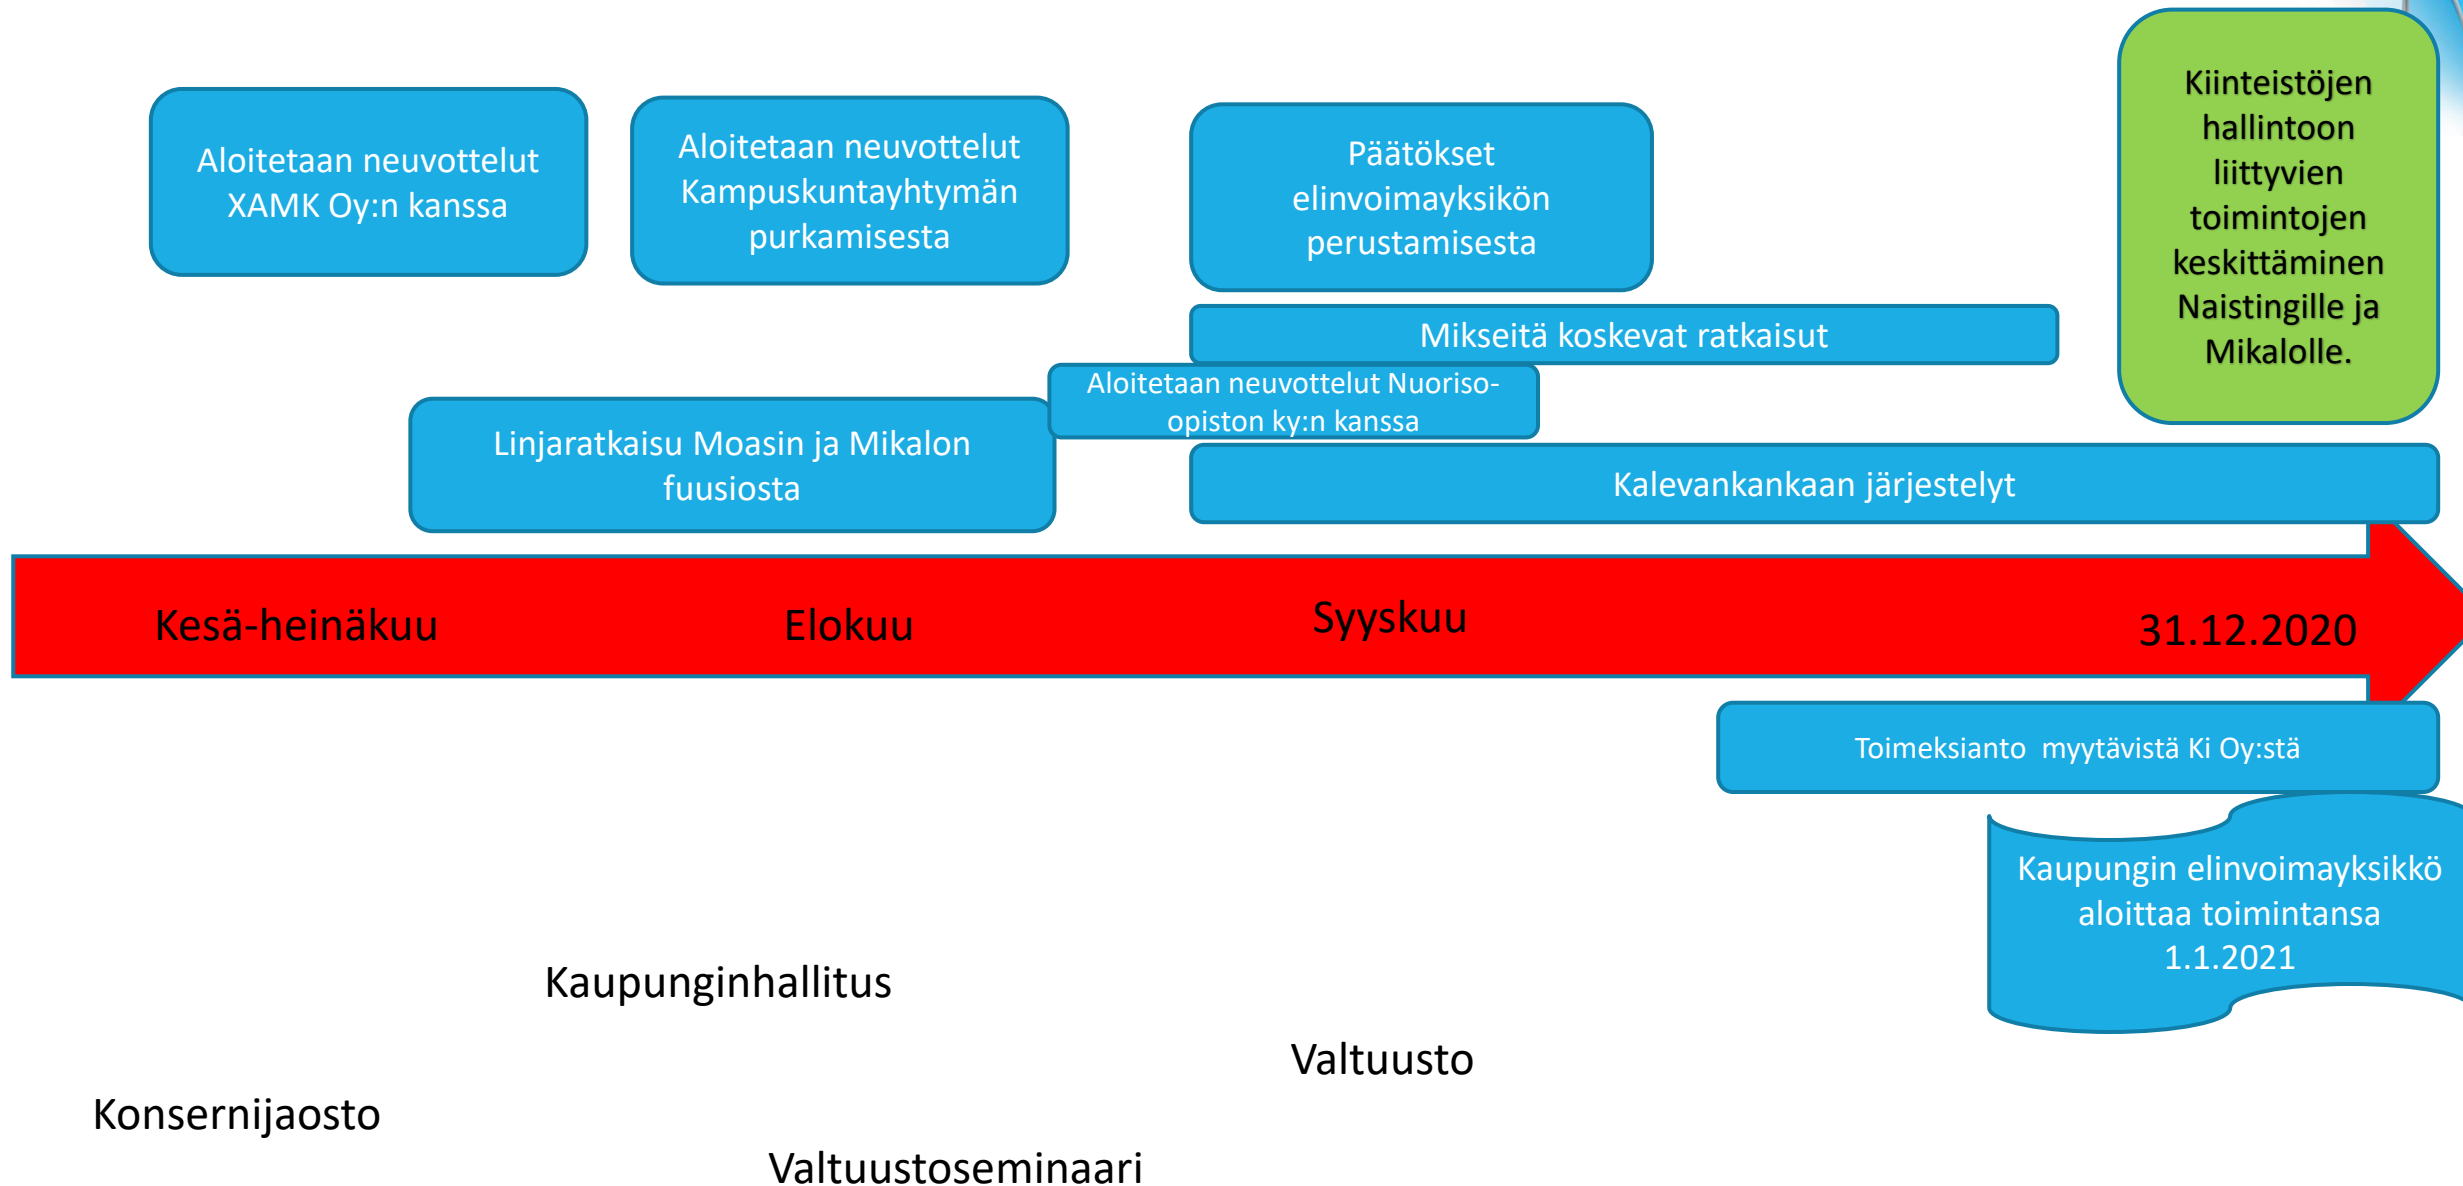 Aloitetaan neuvottelut
XAMK Oy:n kanssa
Aloitetaan neuvottelut
Kampuskuntayhtymän
purkamisesta
Päätökset
elinvoimayksikön
perustamisesta
Kiinteistöjen
hallintoon
liittyvien
toimintojen
keskittäminen
Naistingille ja
Mikalolle.
Mikseitä koskevat ratkaisut
Aloitetaan neuvottelut Nuoriso-
opiston ky:n kanssa
Linjaratkaisu Moasin ja Mikalon
fuusiosta
Kalevankankaan järjestelyt
Kesä-heinäkuu
Elokuu
Syyskuu
31.12.2020
Toimeksianto  myytävistä Ki Oy:stä
Kaupungin elinvoimayksikkö
aloittaa toimintansa
1.1.2021
Kaupunginhallitus
Valtuusto
Konsernijaosto
Valtuustoseminaari